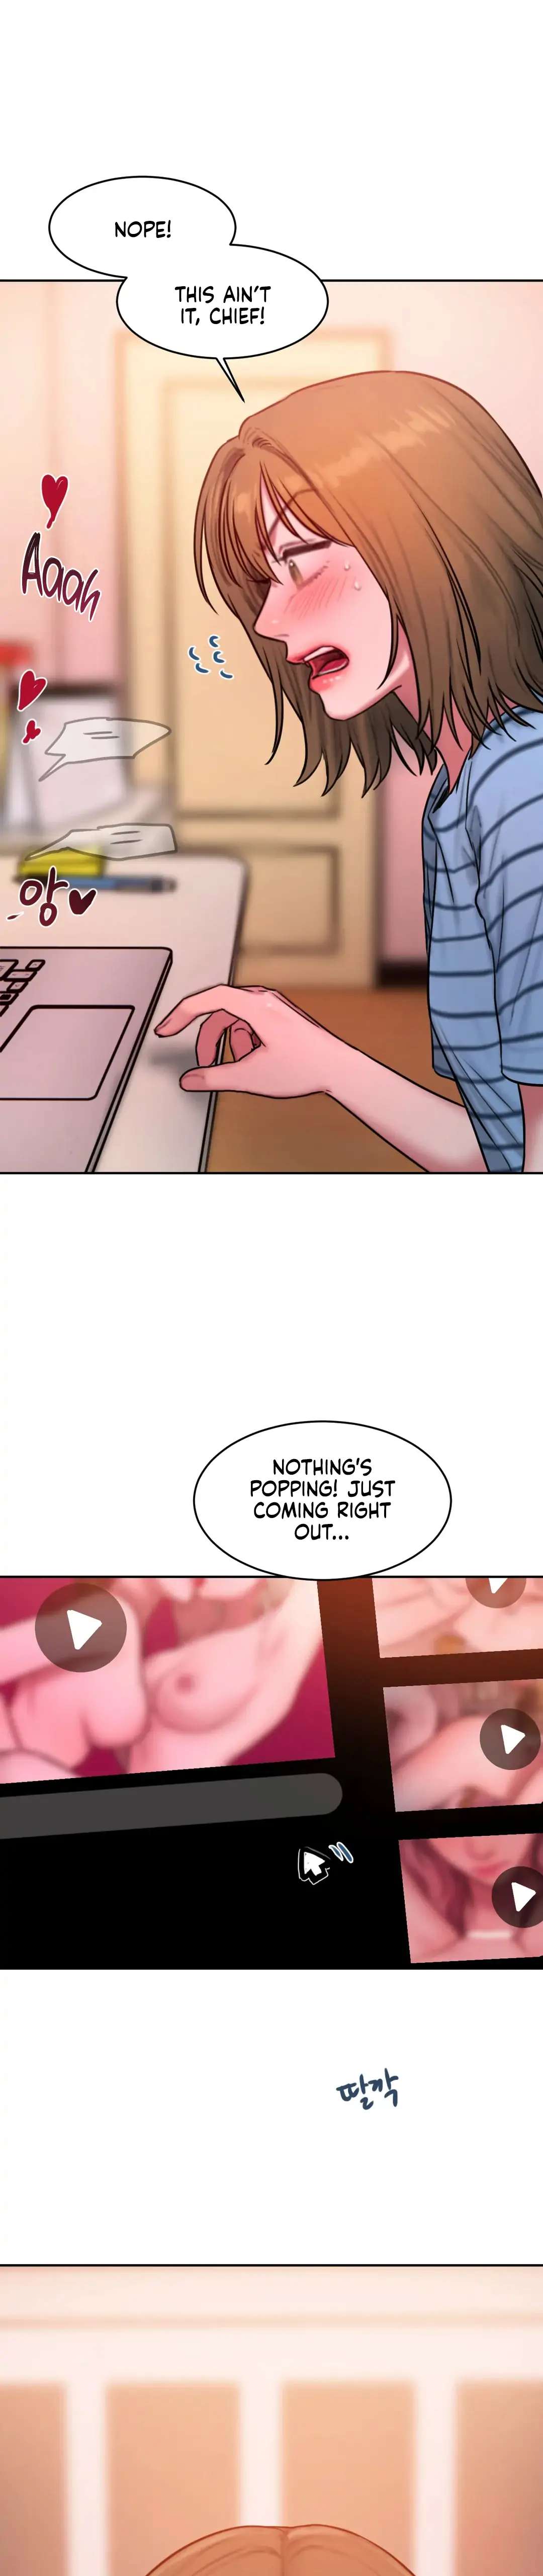 NOPE!
THIS AIN'T
IT, CHIEF!
Aaah
앙
NOTHING'S
POPPING! JUST
COMING RIGHT
OUT...
딸깍